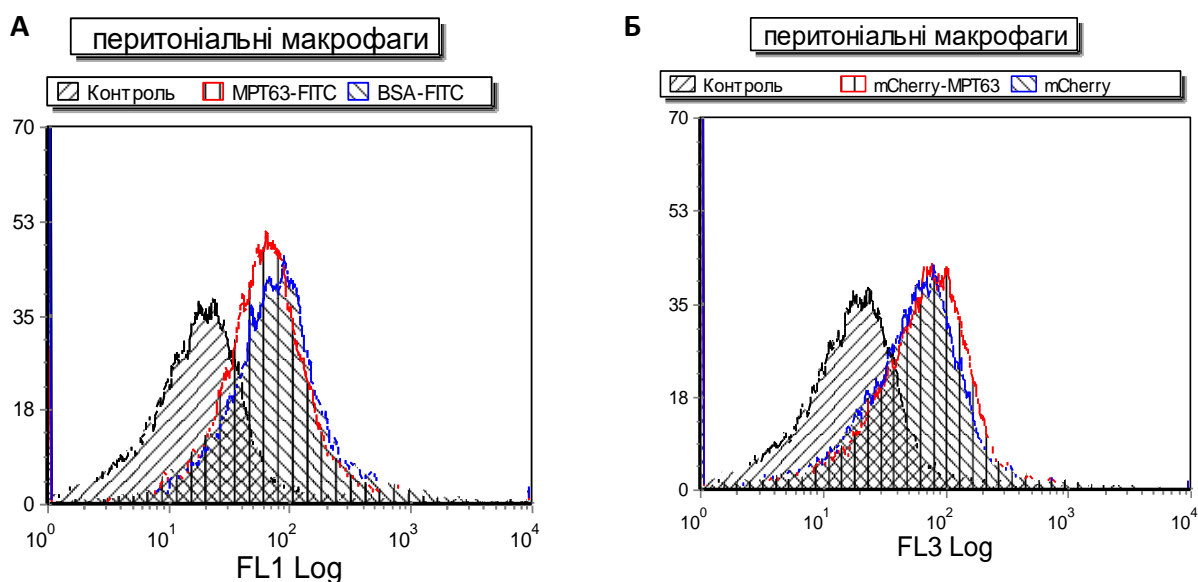 А
перитоніальні макрофаги
Контроль MPT63-FITC BSA-FITC
70
53
35
18
0
10^0 10^1 10^2 10^3 10^4
FL1 Log
Б
перитоніальні макрофаги
Контроль mCherry-MPT63 mCherry
70
53
35
18
0
10^0 10^1 10^2 10^3 10^4
FL3 Log